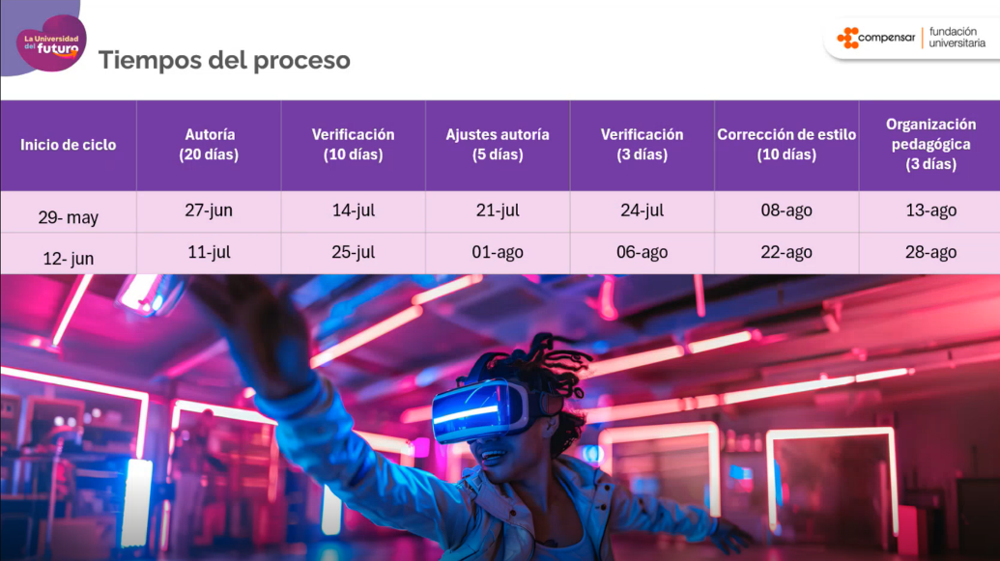 La Universidad
del futuro
Tiempos del proceso
compensar
fundación
universitaria
Inicio de ciclo
Autoría
(20 días)
Verificación
(10 días)
Ajustes autoría
(5 días)
Verificación
(3 días)
Corrección de estilo
(10 días)
Organización
pedagógica
(3 días)
29- may 27-jun 14-jul 21-jul 24-jul 08-ago 13-ago
12- jun 11-jul 25-jul 01-ago 06-ago 22-ago 28-ago